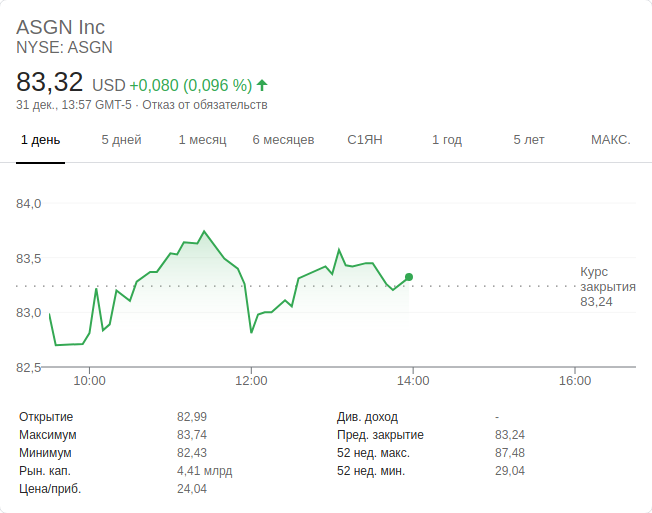 ASGN Inc
NYSE: ASGN
83,32 USD +0,080 (0,096 %)
31 дек., 13:57 GMT-5 · Отказ от обязательств
1 день 5 дней 1 месяц 6 месяцев С1ЯН 1 год 5 лет МАКС.
84,0
83,5
83,0
82,5
Курс
закрытия
83,24
10:00 12:00 14:00 16:00
Открытие 82,99
Максимум 83,74
Минимум 82,43
Рын. кап. 4,41 млрд
Цена/приб. 24,04
Див. доход -
Пред. закрытие 83,24
52 нед. макс. 87,48
52 нед. мин. 29,04